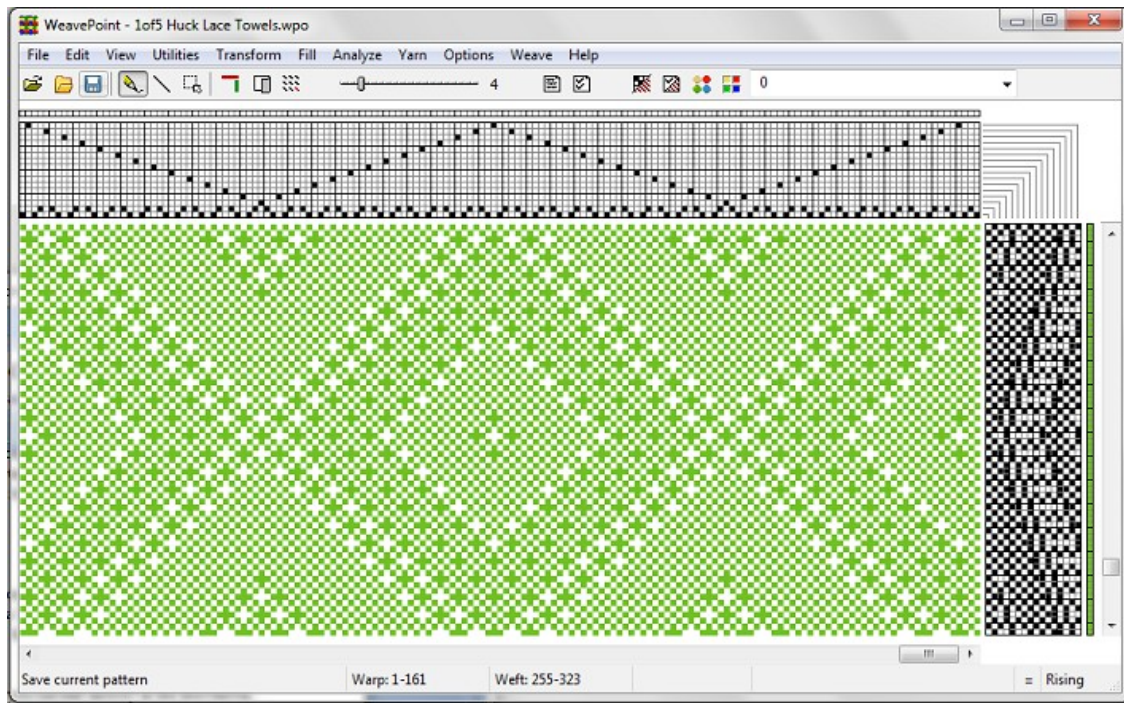 WeavePoint - 1of5 Huck Lace Towels.wpo
File Edit View Utilities Transform Fill Analyze Yarn Options Weave Help
4 0
Save current pattern Warp: 1-161 Weft: 255-323 = Rising